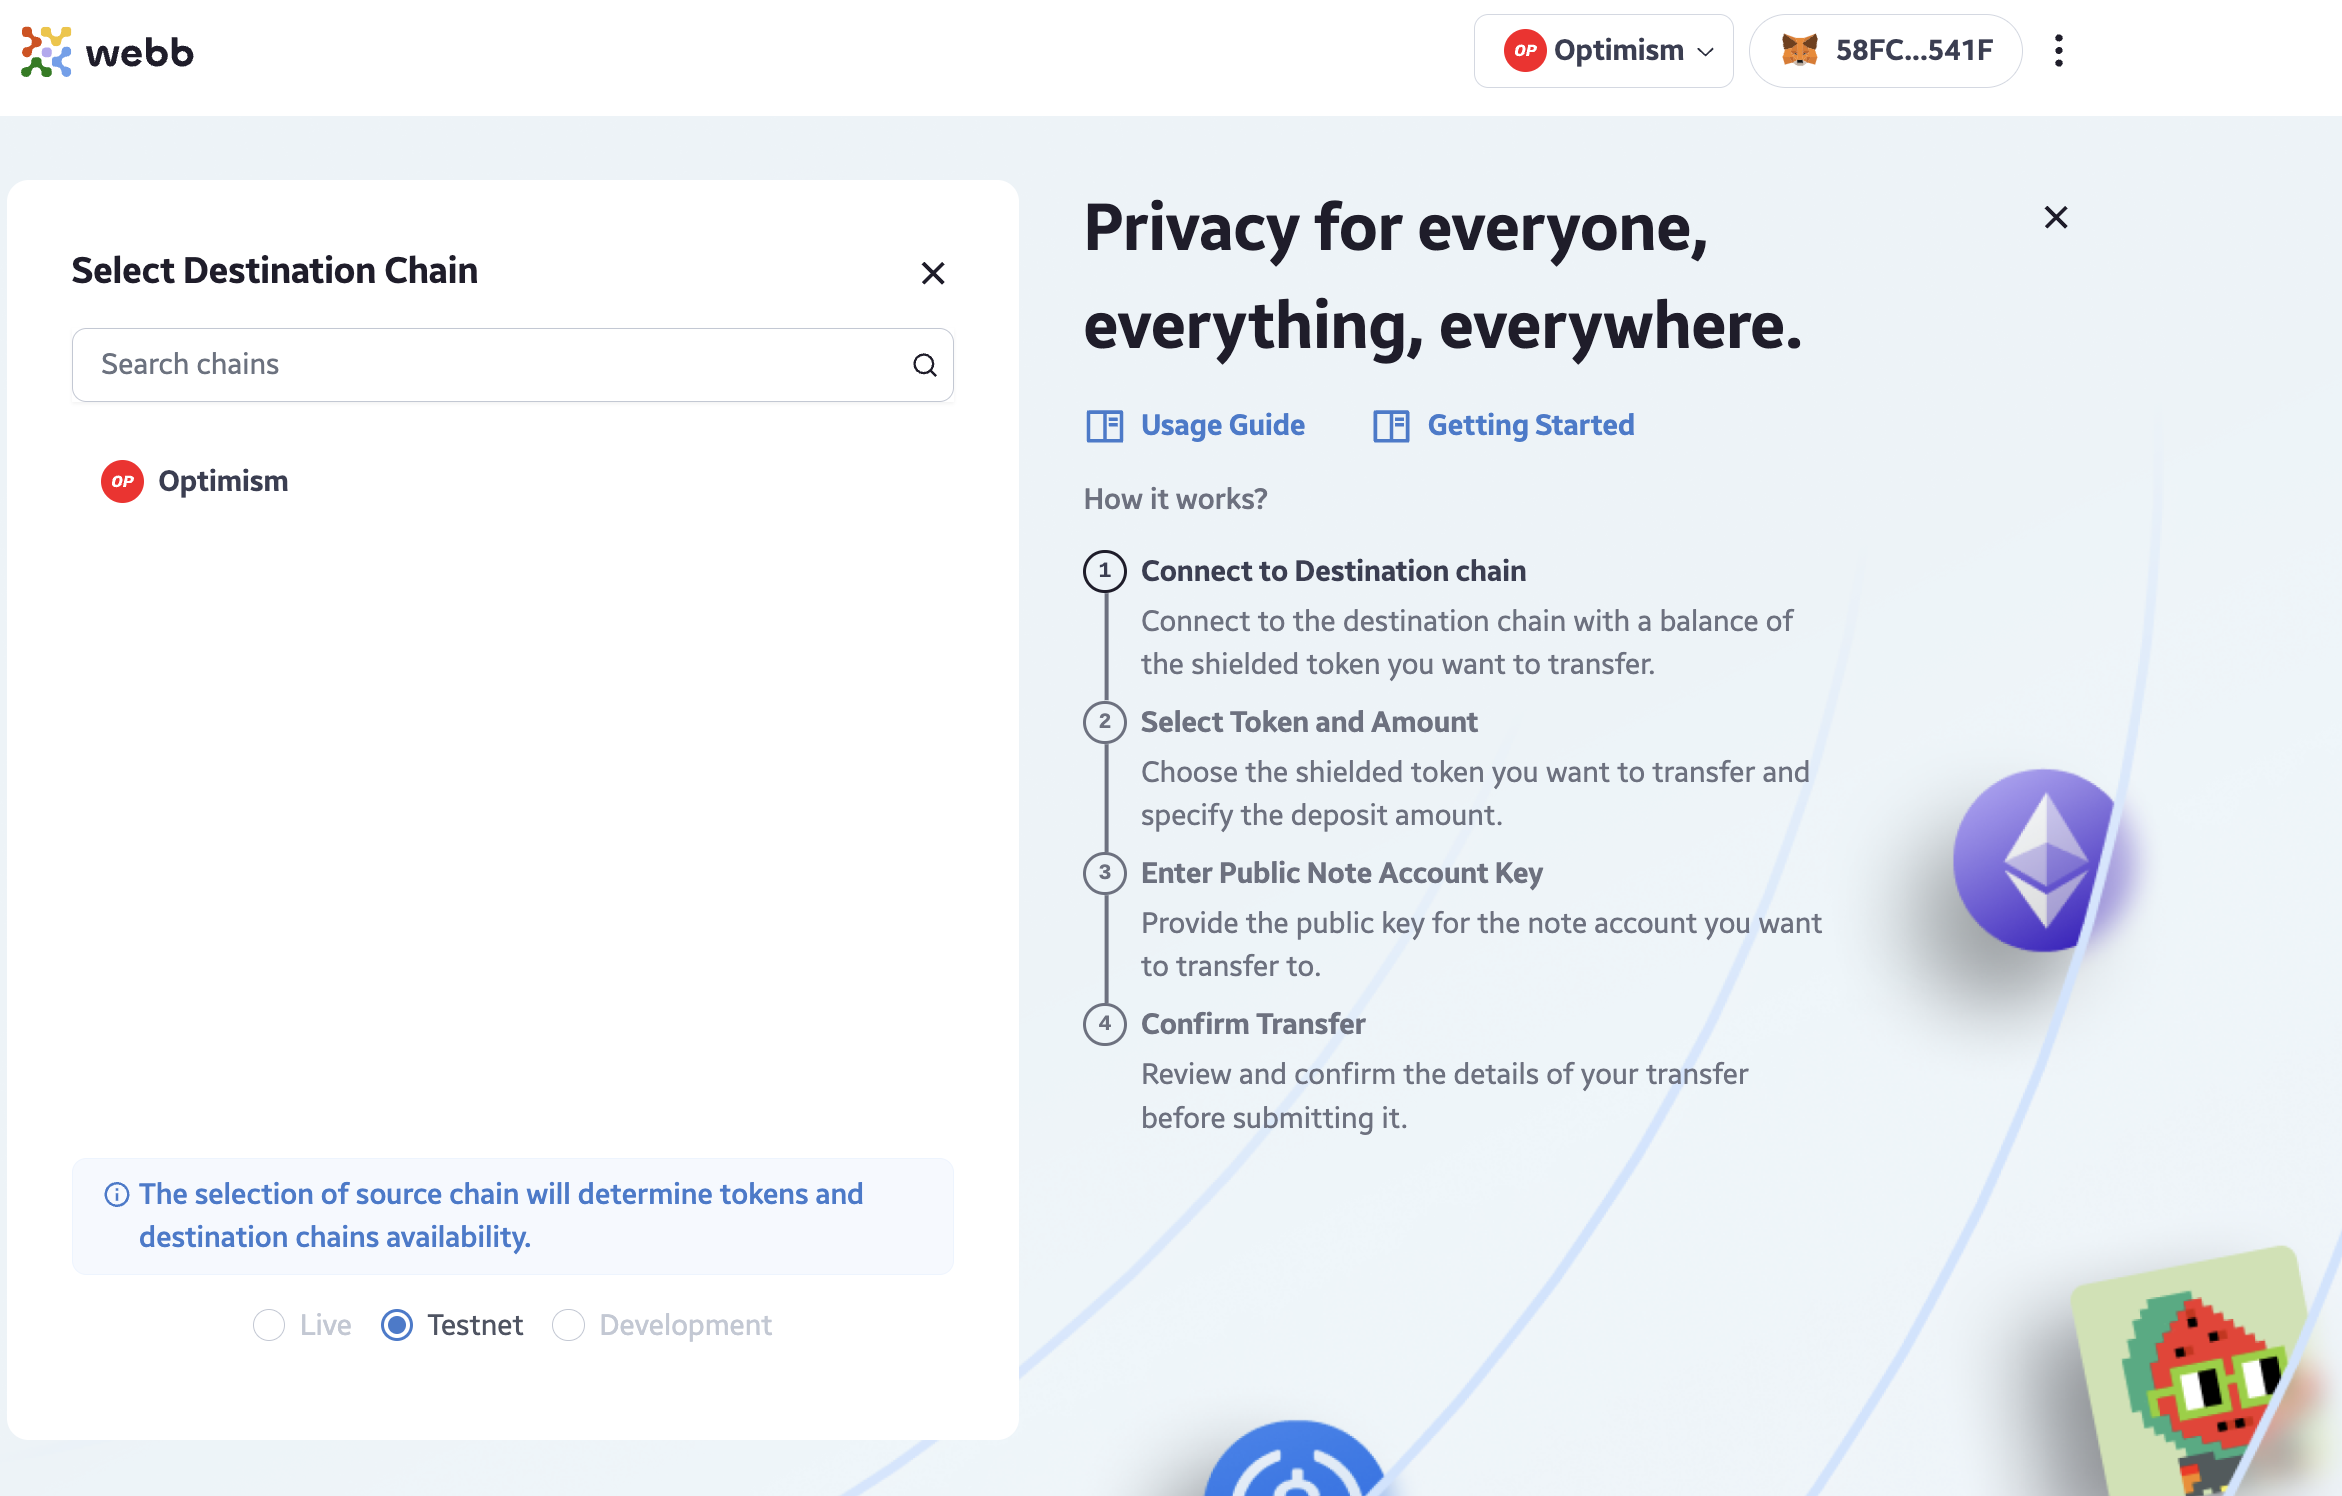 webb
OP Optimism
58FC...541F
Select Destination Chain
Search chains
OP Optimism
The selection of source chain will determine tokens and
destination chains availability.
Live
Testnet
Development
Privacy for everyone,
everything, everywhere.
Usage Guide
Getting Started
How it works?
1 Connect to Destination chain
Connect to the destination chain with a balance of
the shielded token you want to transfer.
2 Select Token and Amount
Choose the shielded token you want to transfer and
specify the deposit amount.
3 Enter Public Note Account Key
Provide the public key for the note account you want
to transfer to.
4 Confirm Transfer
Review and confirm the details of your transfer
before submitting it.